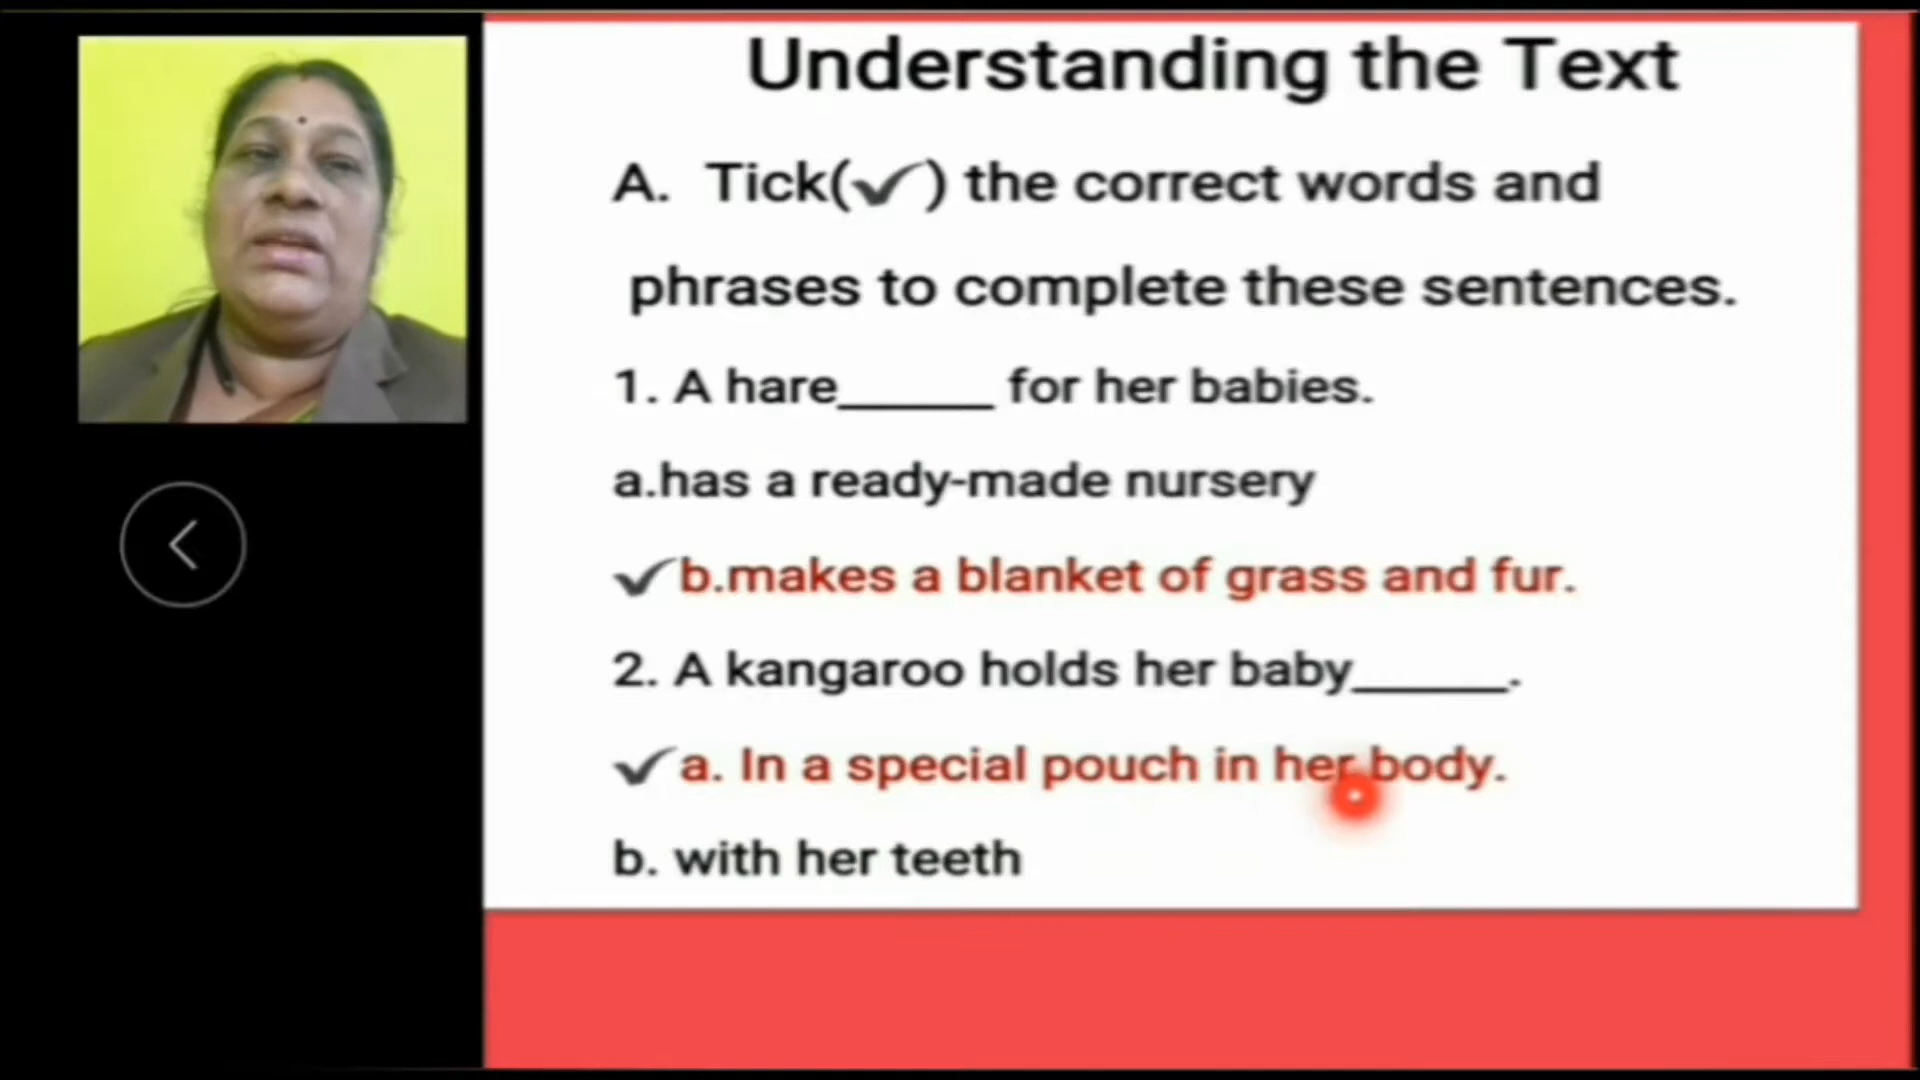 Understanding the Text
A. Tick(✓) the correct words and
phrases to complete these sentences.
1. A hare______ for her babies.
a.has a ready-made nursery
✓b.makes a blanket of grass and fur.
2. A kangaroo holds her baby______.
✓a. In a special pouch in her body.
b. with her teeth